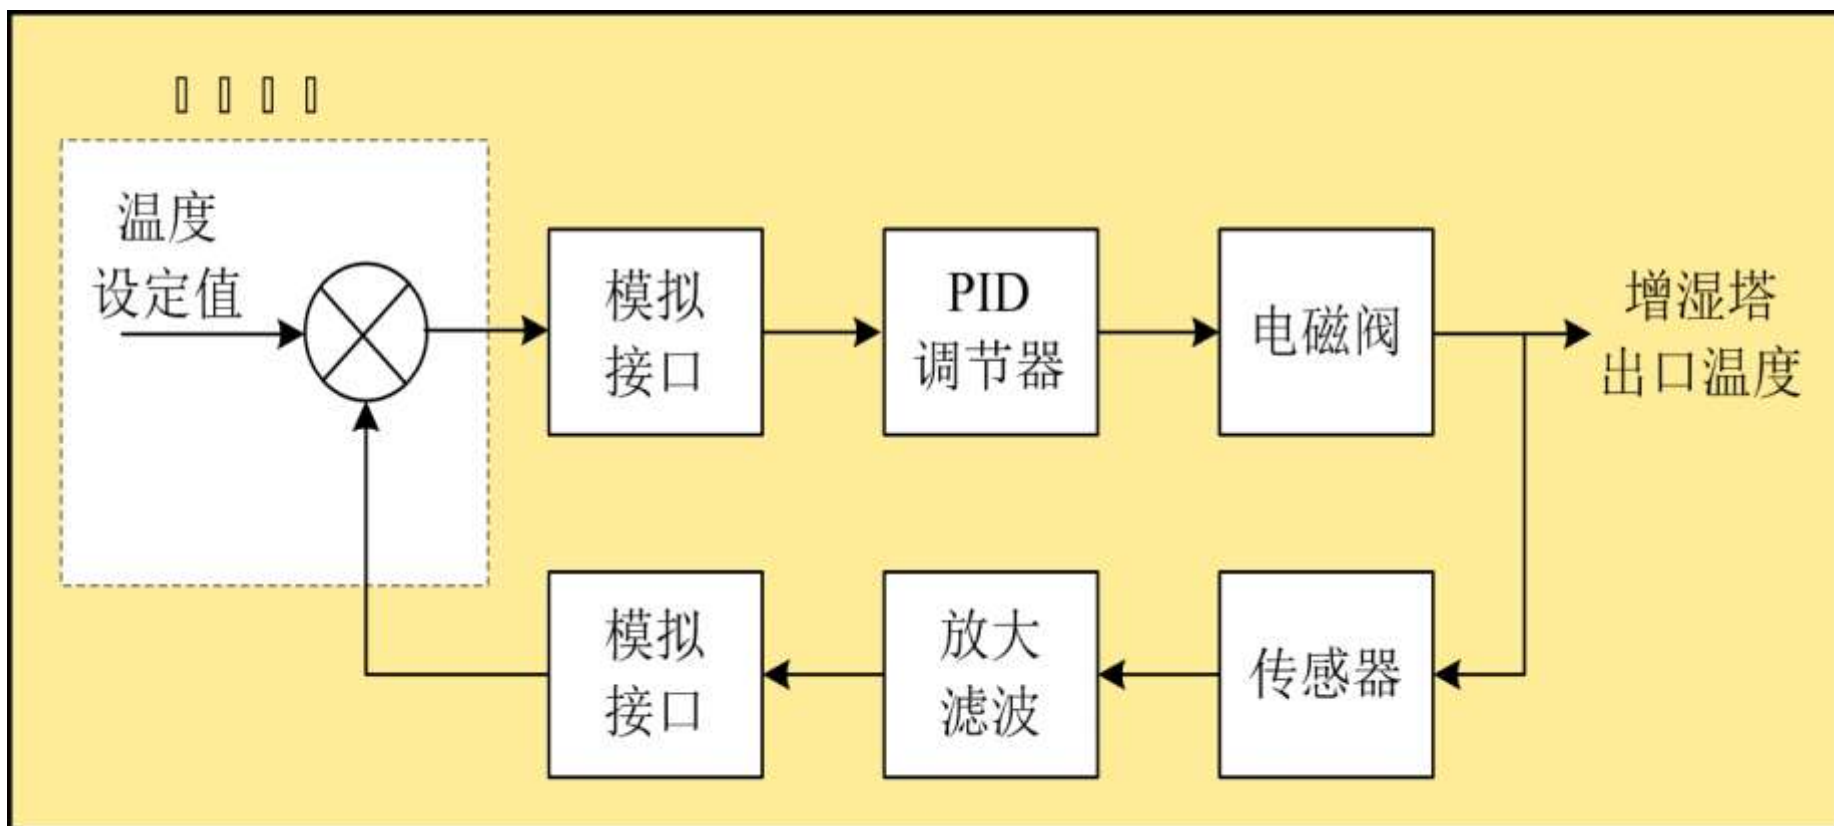 温度
设定值
模拟
接口
PID
调节器
电磁阀
增湿塔
出口温度
模拟
接口
放大
滤波
传感器